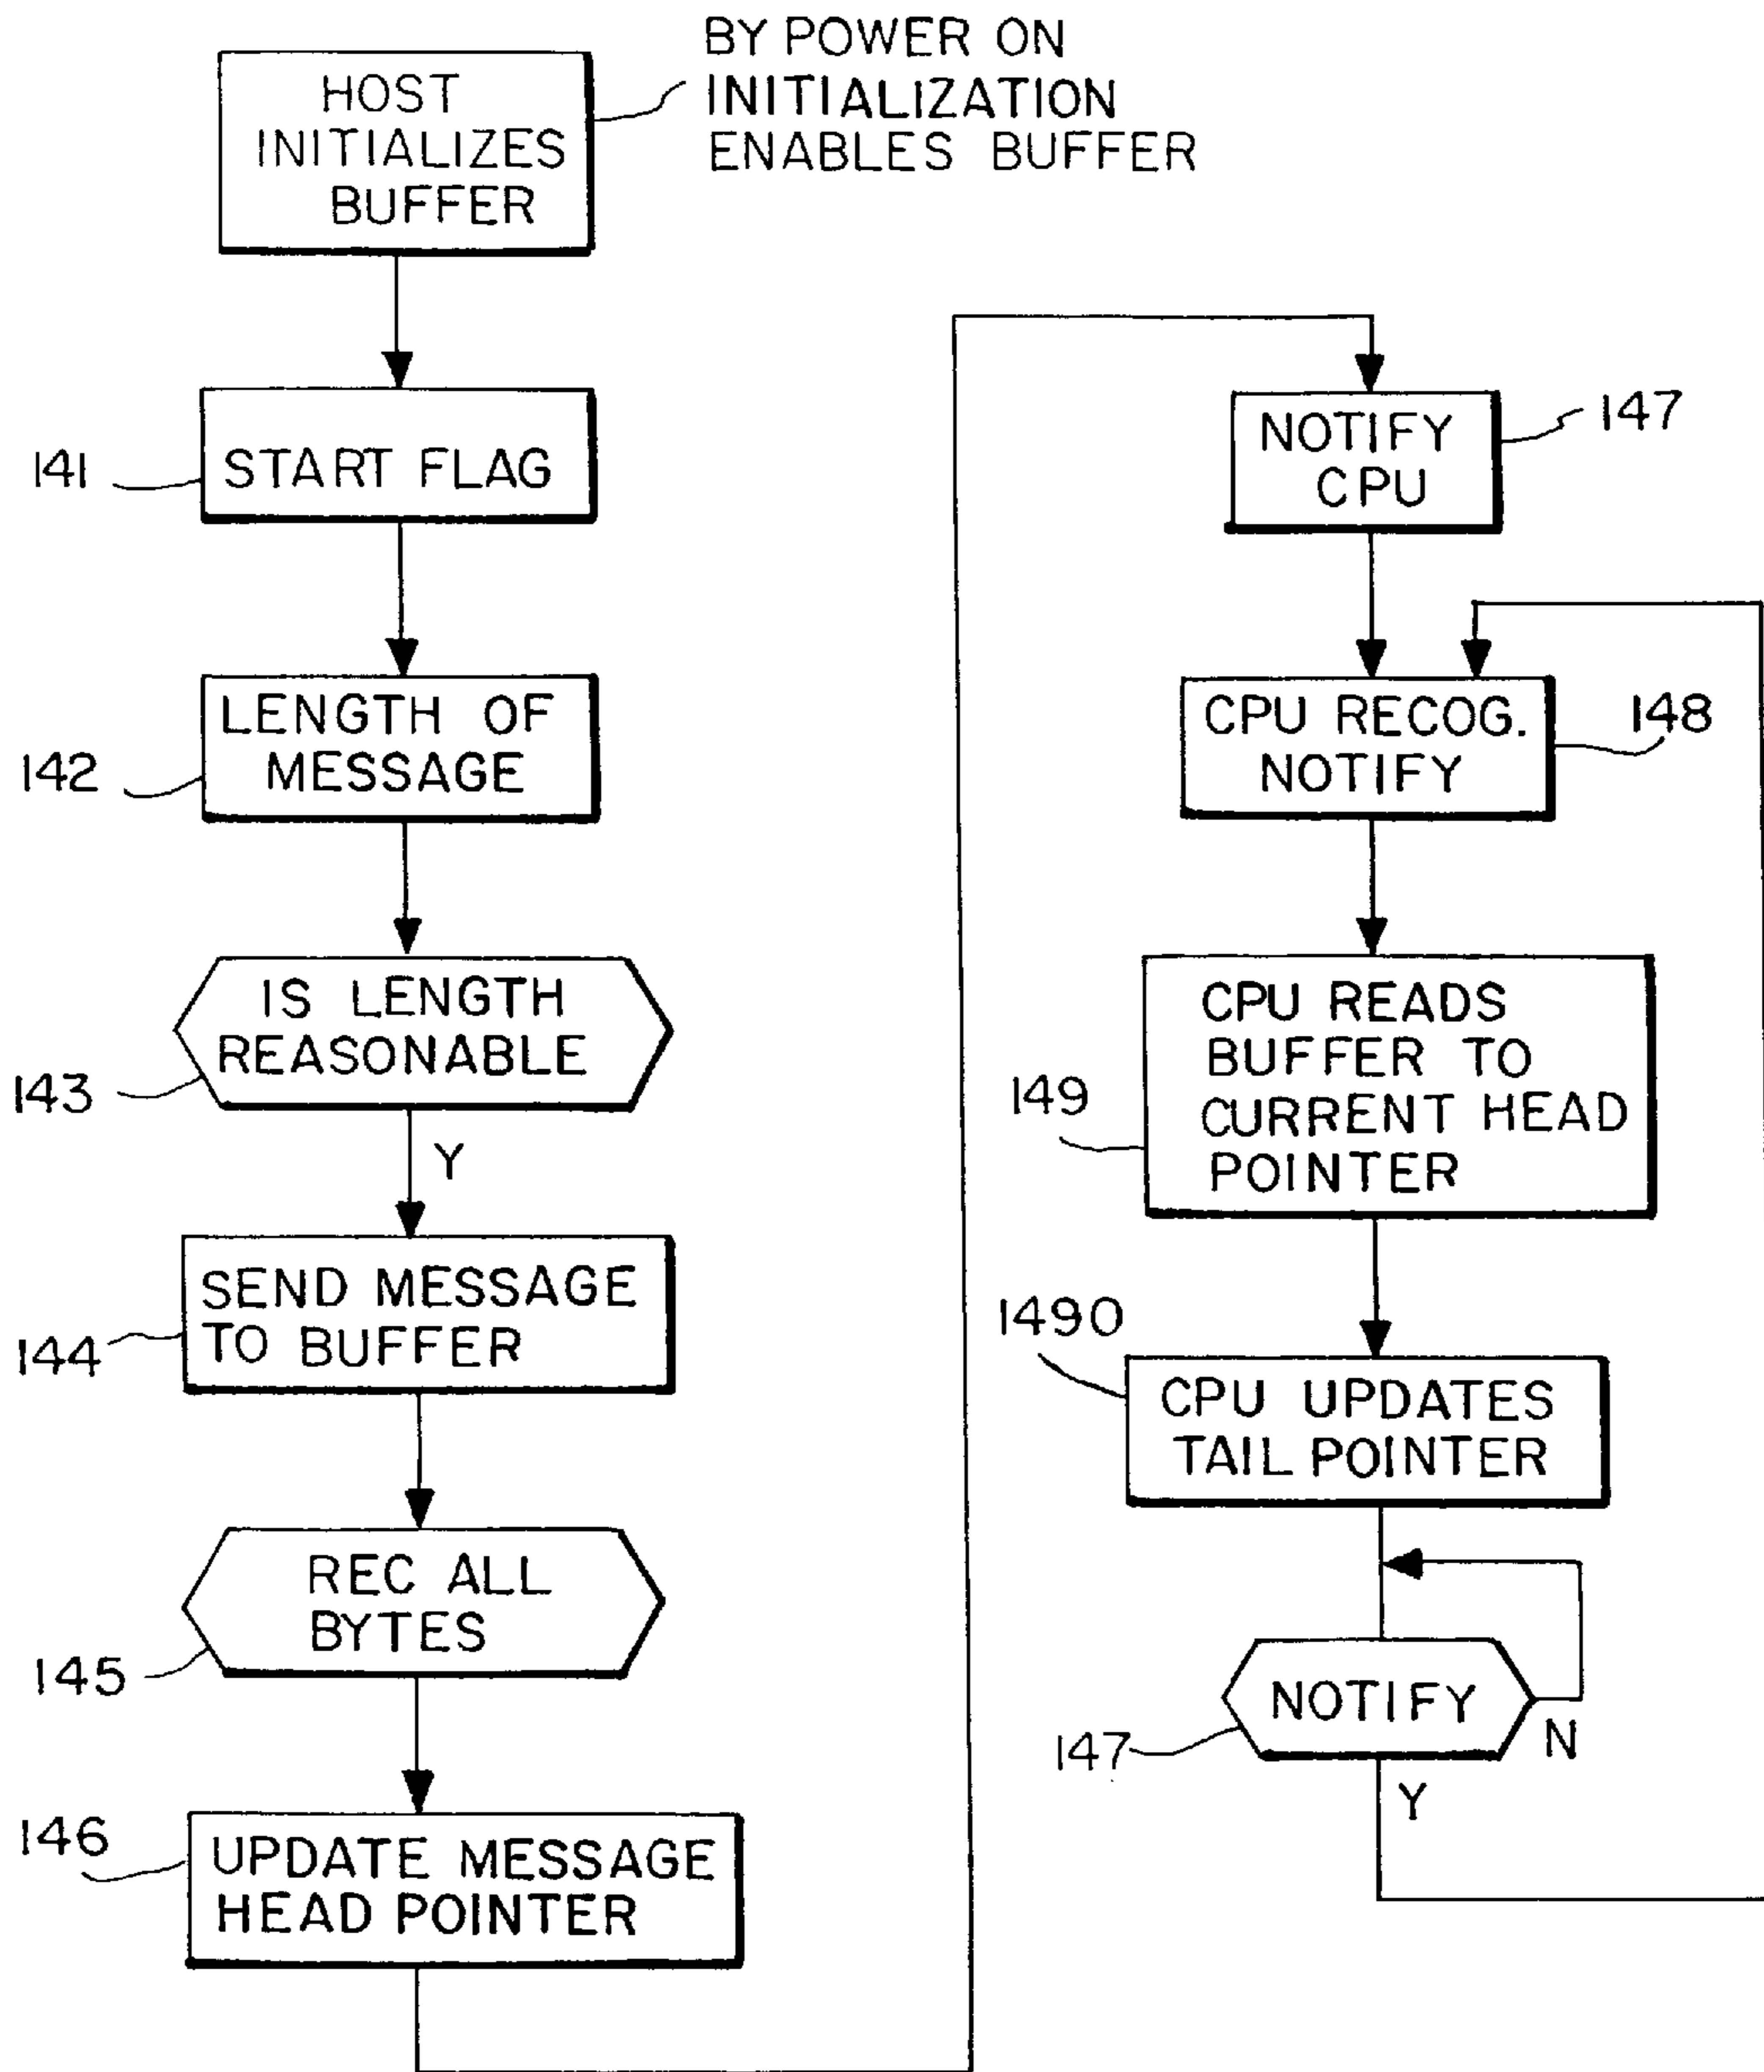 HOST
INITIALIZES
BUFFER
BY POWER ON
INITIALIZATION
ENABLES BUFFER
141
START FLAG
142
LENGTH OF
MESSAGE
143
IS LENGTH
REASONABLE
Y
144
SEND MESSAGE
TO BUFFER
145
REC ALL
BYTES
146
UPDATE MESSAGE
HEAD POINTER
NOTIFY
CPU
147
CPU RECOG.
NOTIFY
148
149
CPU READS
BUFFER TO
CURRENT HEAD
POINTER
1490
CPU UPDATES
TAIL POINTER
147
NOTIFY
N
Y